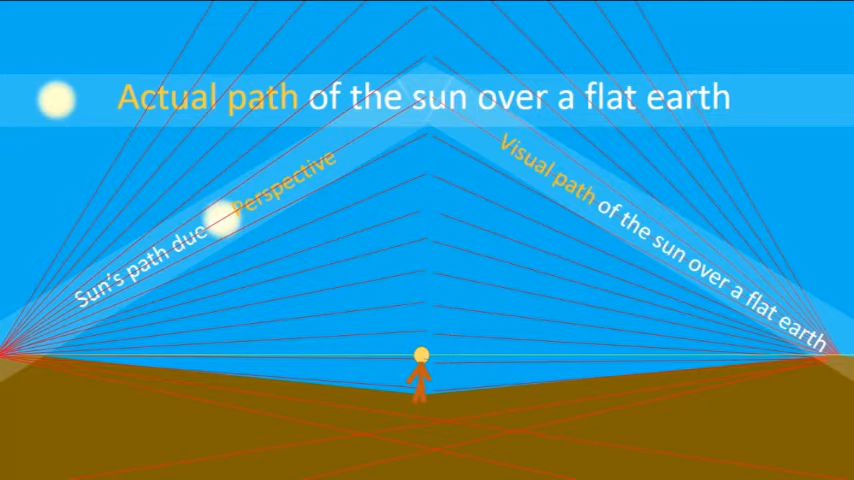 Actual path of the sun over a flat earth
Sun's path due Perspective
Visual path of the sun over a flat earth